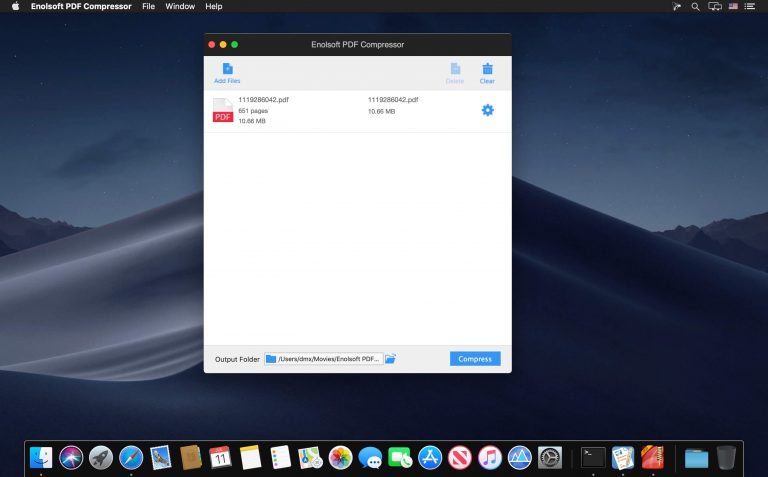 Enolsoft PDF Compressor File Window Help
Enolsoft PDF Compressor
Add Files Delete Clear
1119286042.pdf 1119286042.pdf
651 pages 10.66 MB
10.66 MB
PDF
Output Folder /Users/dmx/Movies/Enolsoft PDF... Compress
11